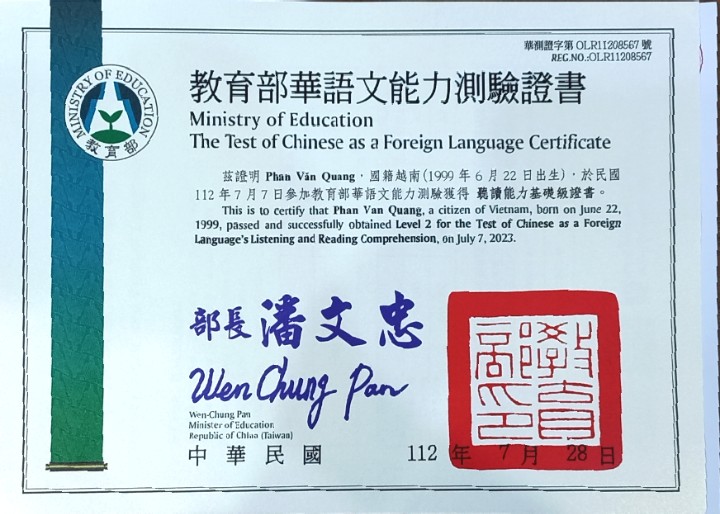 華測證字第 OLR11208567 號
REG.NO.:OLR11208567
MINISTRY OF EDUCATION
教育部
教育部華語文能力測驗證書
Ministry of Education
The Test of Chinese as a Foreign Language Certificate
茲證明 Phan Văn Quang，國籍越南(1999 年 6 月 22 日出生)，於民國
112 年 7 月 7 日參加教育部華語文能力測驗獲得 聽讀能力基礎級證書。
This is to certify that Phan Van Quang, a citizen of Vietnam, born on June 22,
1999, passed and successfully obtained Level 2 for the Test of Chinese as a Foreign
Language's Listening and Reading Comprehension, on July 7, 2023.
部長 潘文忠
Wen Chung Pan
Wen-Chung Pan
Minister of Education
Republic of China (Taiwan)
中華民國 112 年 7 月 28 日
教育部印